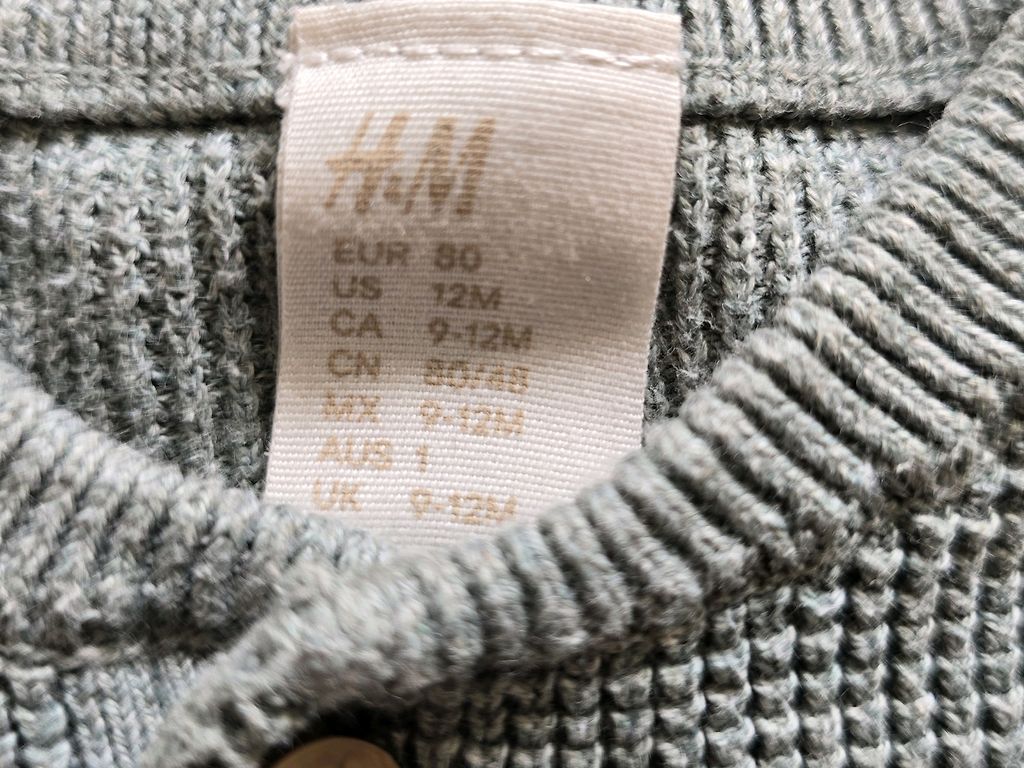 H&M
EUR 80
US 12M
CA 9-12M
CN 80/48
MX 9-12M
AUS 1
UK 9-12M